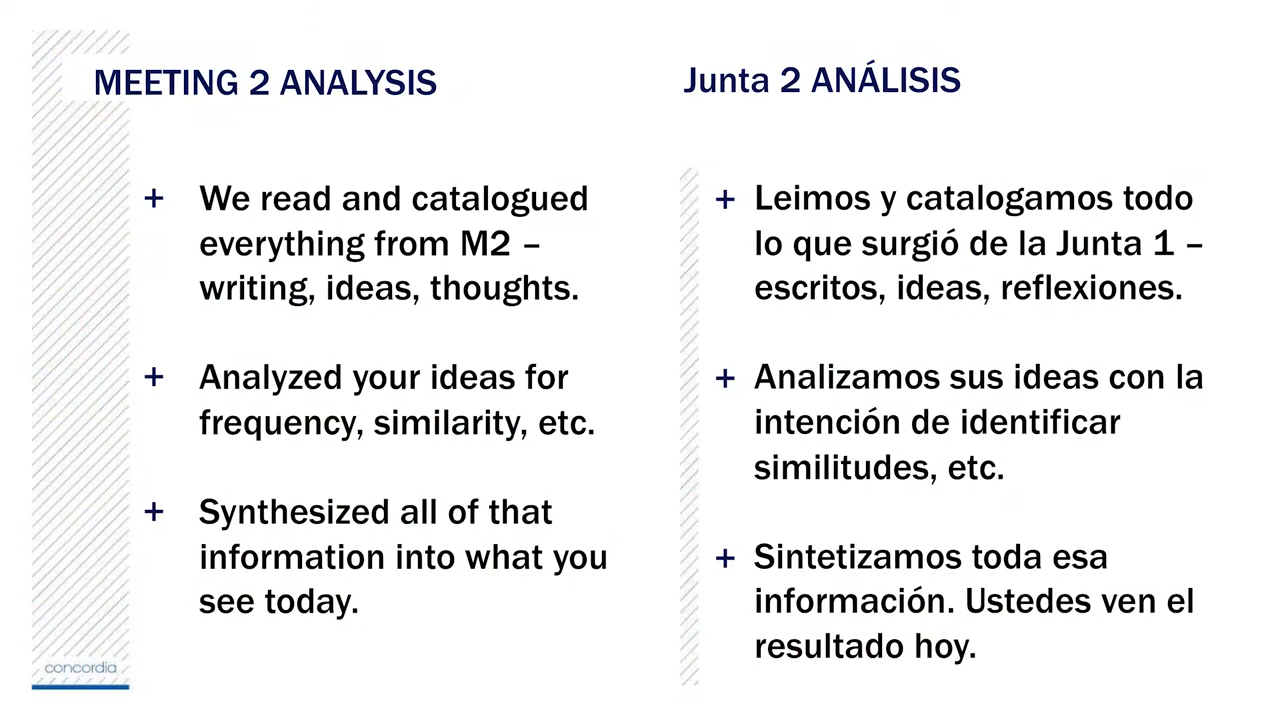 MEETING 2 ANALYSIS
+ We read and catalogued
everything from M2 –
writing, ideas, thoughts.
+ Analyzed your ideas for
frequency, similarity, etc.
+ Synthesized all of that
information into what you
see today.
concordia
Junta 2 ANÁLISIS
+ Leimos y catalogamos todo
lo que surgió de la Junta 1 –
escritos, ideas, reflexiones.
+ Analizamos sus ideas con la
intención de identificar
similitudes, etc.
+ Sintetizamos toda esa
información. Ustedes ven el
resultado hoy.